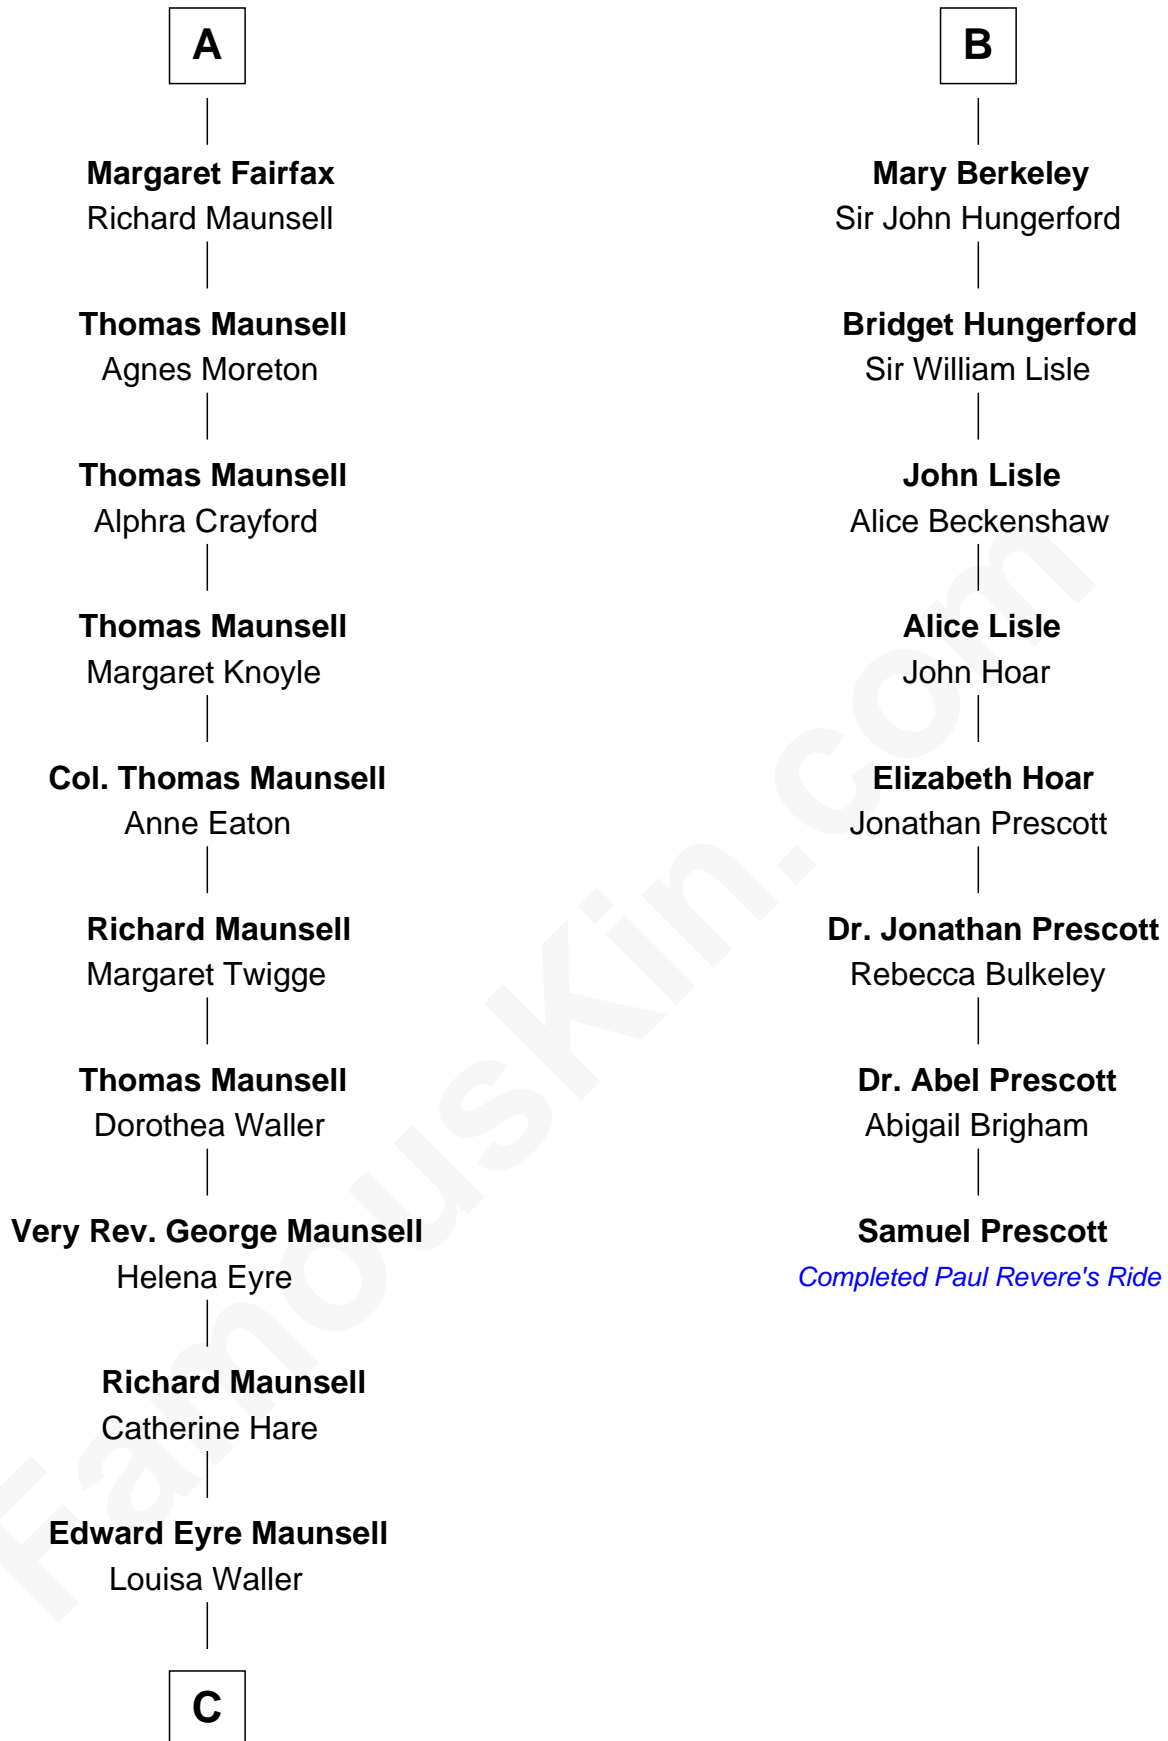 A
Margaret Fairfax
Richard Maunsell
Thomas Maunsell
Agnes Moreton
Thomas Maunsell
Alphra Crayford
Thomas Maunsell
Margaret Knoyle
Col. Thomas Maunsell
Anne Eaton
Richard Maunsell
Margaret Twigge
Thomas Maunsell
Dorothea Waller
Very Rev. George Maunsell
Helena Eyre
Richard Maunsell
Catherine Hare
Edward Eyre Maunsell
Louisa Waller
C
B
Mary Berkeley
Sir John Hungerford
Bridget Hungerford
Sir William Lisle
John Lisle
Alice Beckenshaw
Alice Lisle
John Hoar
Elizabeth Hoar
Jonathan Prescott
Dr. Jonathan Prescott
Rebecca Bulkeley
Dr. Abel Prescott
Abigail Brigham
Samuel Prescott
Completed Paul Revere's Ride
FamousKin.com